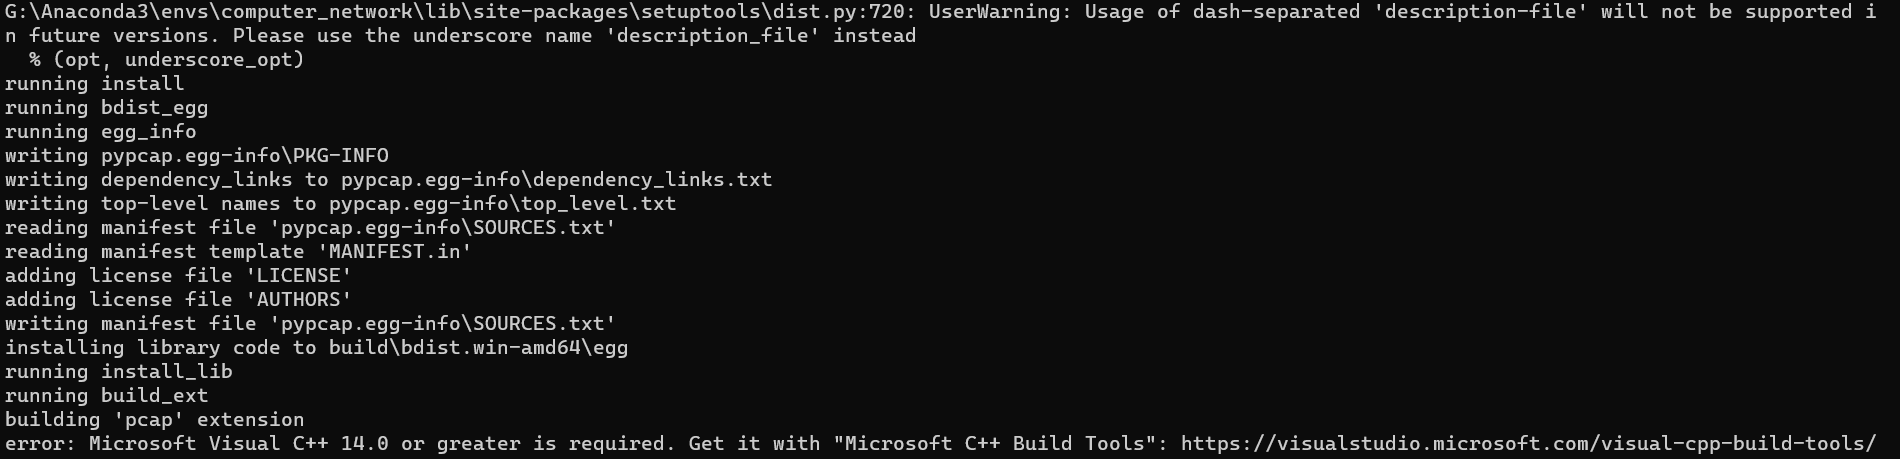 G:\Anaconda3\envs\computer_network\lib\site-packages\setuptools\dist.py:720: UserWarning: Usage of dash-separated 'description-file' will not be supported i
n future versions. Please use the underscore name 'description_file' instead
  % (opt, underscore_opt)
running install
running bdist_egg
running egg_info
writing pypcap.egg-info\PKG-INFO
writing dependency_links to pypcap.egg-info\dependency_links.txt
writing top-level names to pypcap.egg-info\top_level.txt
reading manifest file 'pypcap.egg-info\SOURCES.txt'
reading manifest template 'MANIFEST.in'
adding license file 'LICENSE'
adding license file 'AUTHORS'
writing manifest file 'pypcap.egg-info\SOURCES.txt'
installing library code to build\bdist.win-amd64\egg
running install_lib
running build_ext
building 'pcap' extension
error: Microsoft Visual C++ 14.0 or greater is required. Get it with "Microsoft C++ Build Tools": https://visualstudio.microsoft.com/visual-cpp-build-tools/